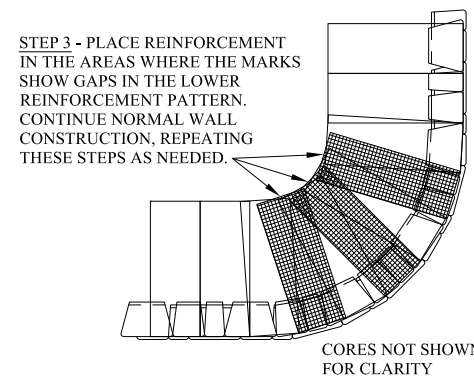 STEP 3 - PLACE REINFORCEMENT
IN THE AREAS WHERE THE MARKS
SHOW GAPS IN THE LOWER
REINFORCEMENT PATTERN.
CONTINUE NORMAL WALL
CONSTRUCTION, REPEATING
THESE STEPS AS NEEDED.
CORES NOT SHOWN
FOR CLARITY